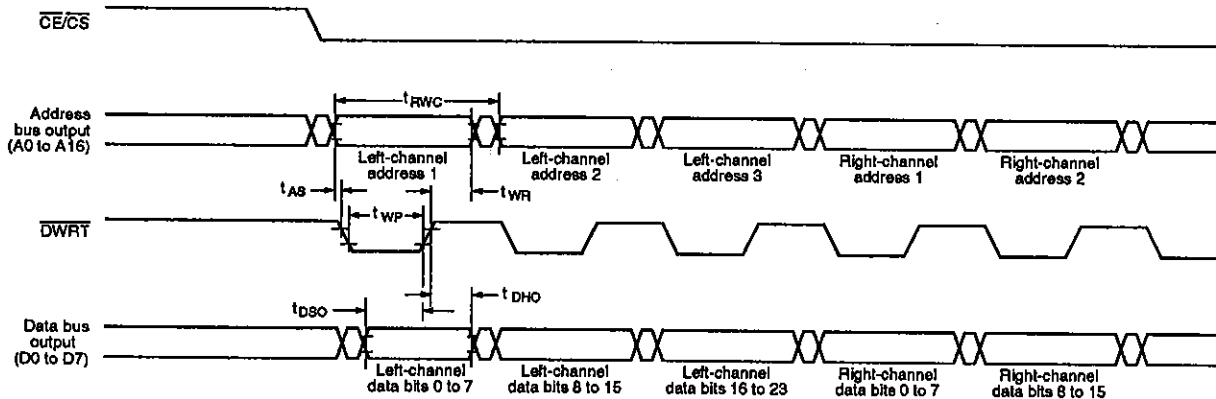 CE/CS
tRWC
Address
bus output
(A0 to A16)
Left-channel
address 1
Left-channel
address 2
Left-channel
address 3
Right-channel
address 1
Right-channel
address 2
tAS
tWR
tWP
DWRT
tDSO
tDHO
Data bus
output
(D0 to D7)
Left-channel
data bits 0 to 7
Left-channel
data bits 8 to 15
Left-channel
data bits 16 to 23
Right-channel
data bits 0 to 7
Right-channel
data bits 8 to 15